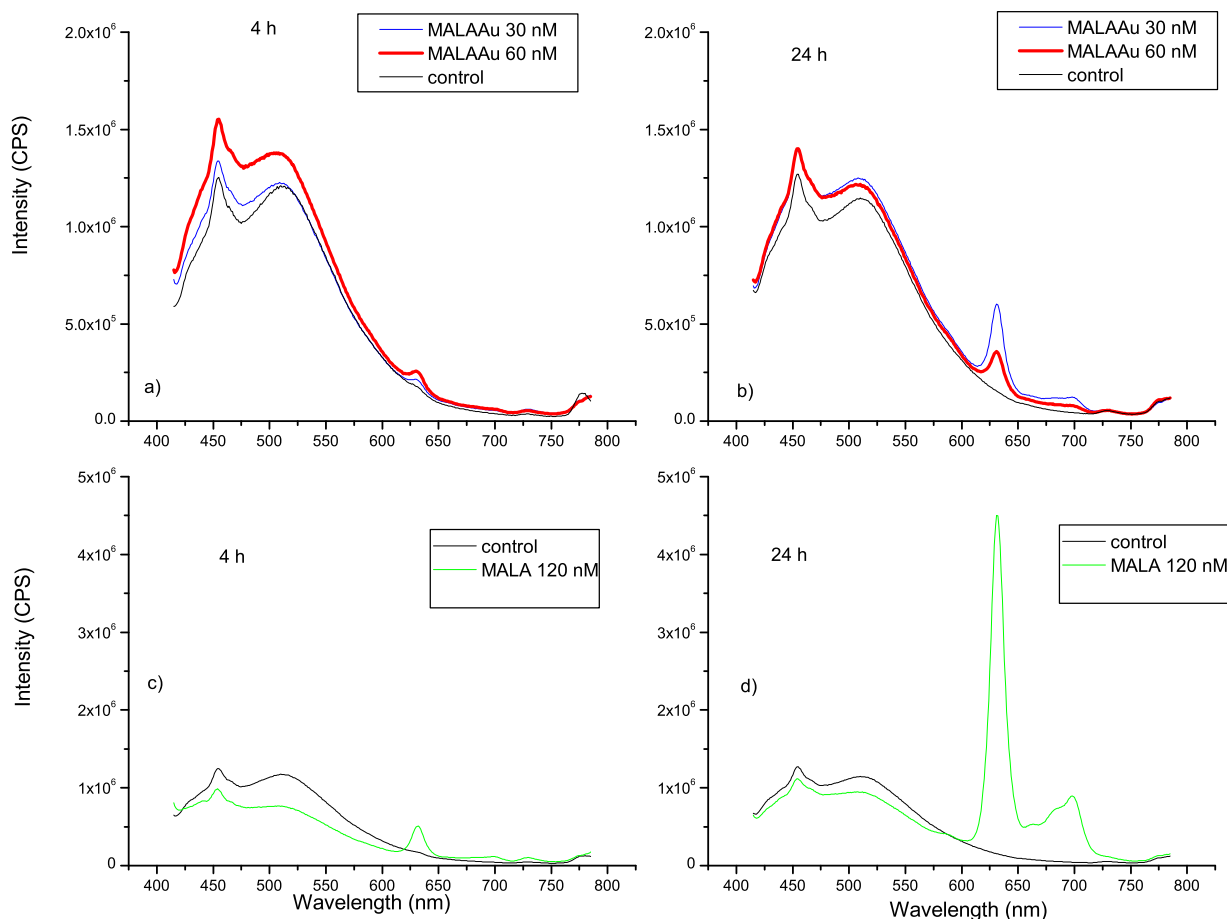 4 h
MALAAu 30 nM
MALAAu 60 nM
control
2.0x10⁶
1.5x10⁶
1.0x10⁶
5.0x10⁵
0.0
Intensity (CPS)
a)
400 450 500 550 600 650 700 750 800
24 h
MALAAu 30 nM
MALAAu 60 nM
control
2.0x10⁶
1.5x10⁶
1.0x10⁶
5.0x10⁵
0.0
b)
400 450 500 550 600 650 700 750 800
4 h
control
MALA 120 nM
5x10⁶
4x10⁶
3x10⁶
2x10⁶
1x10⁶
0
Intensity (CPS)
c)
400 450 500 550 600 650 700 750 800
Wavelength (nm)
24 h
control
MALA 120 nM
5x10⁶
4x10⁶
3x10⁶
2x10⁶
1x10⁶
0
d)
400 450 500 550 600 650 700 750 800
Wavelength (nm)